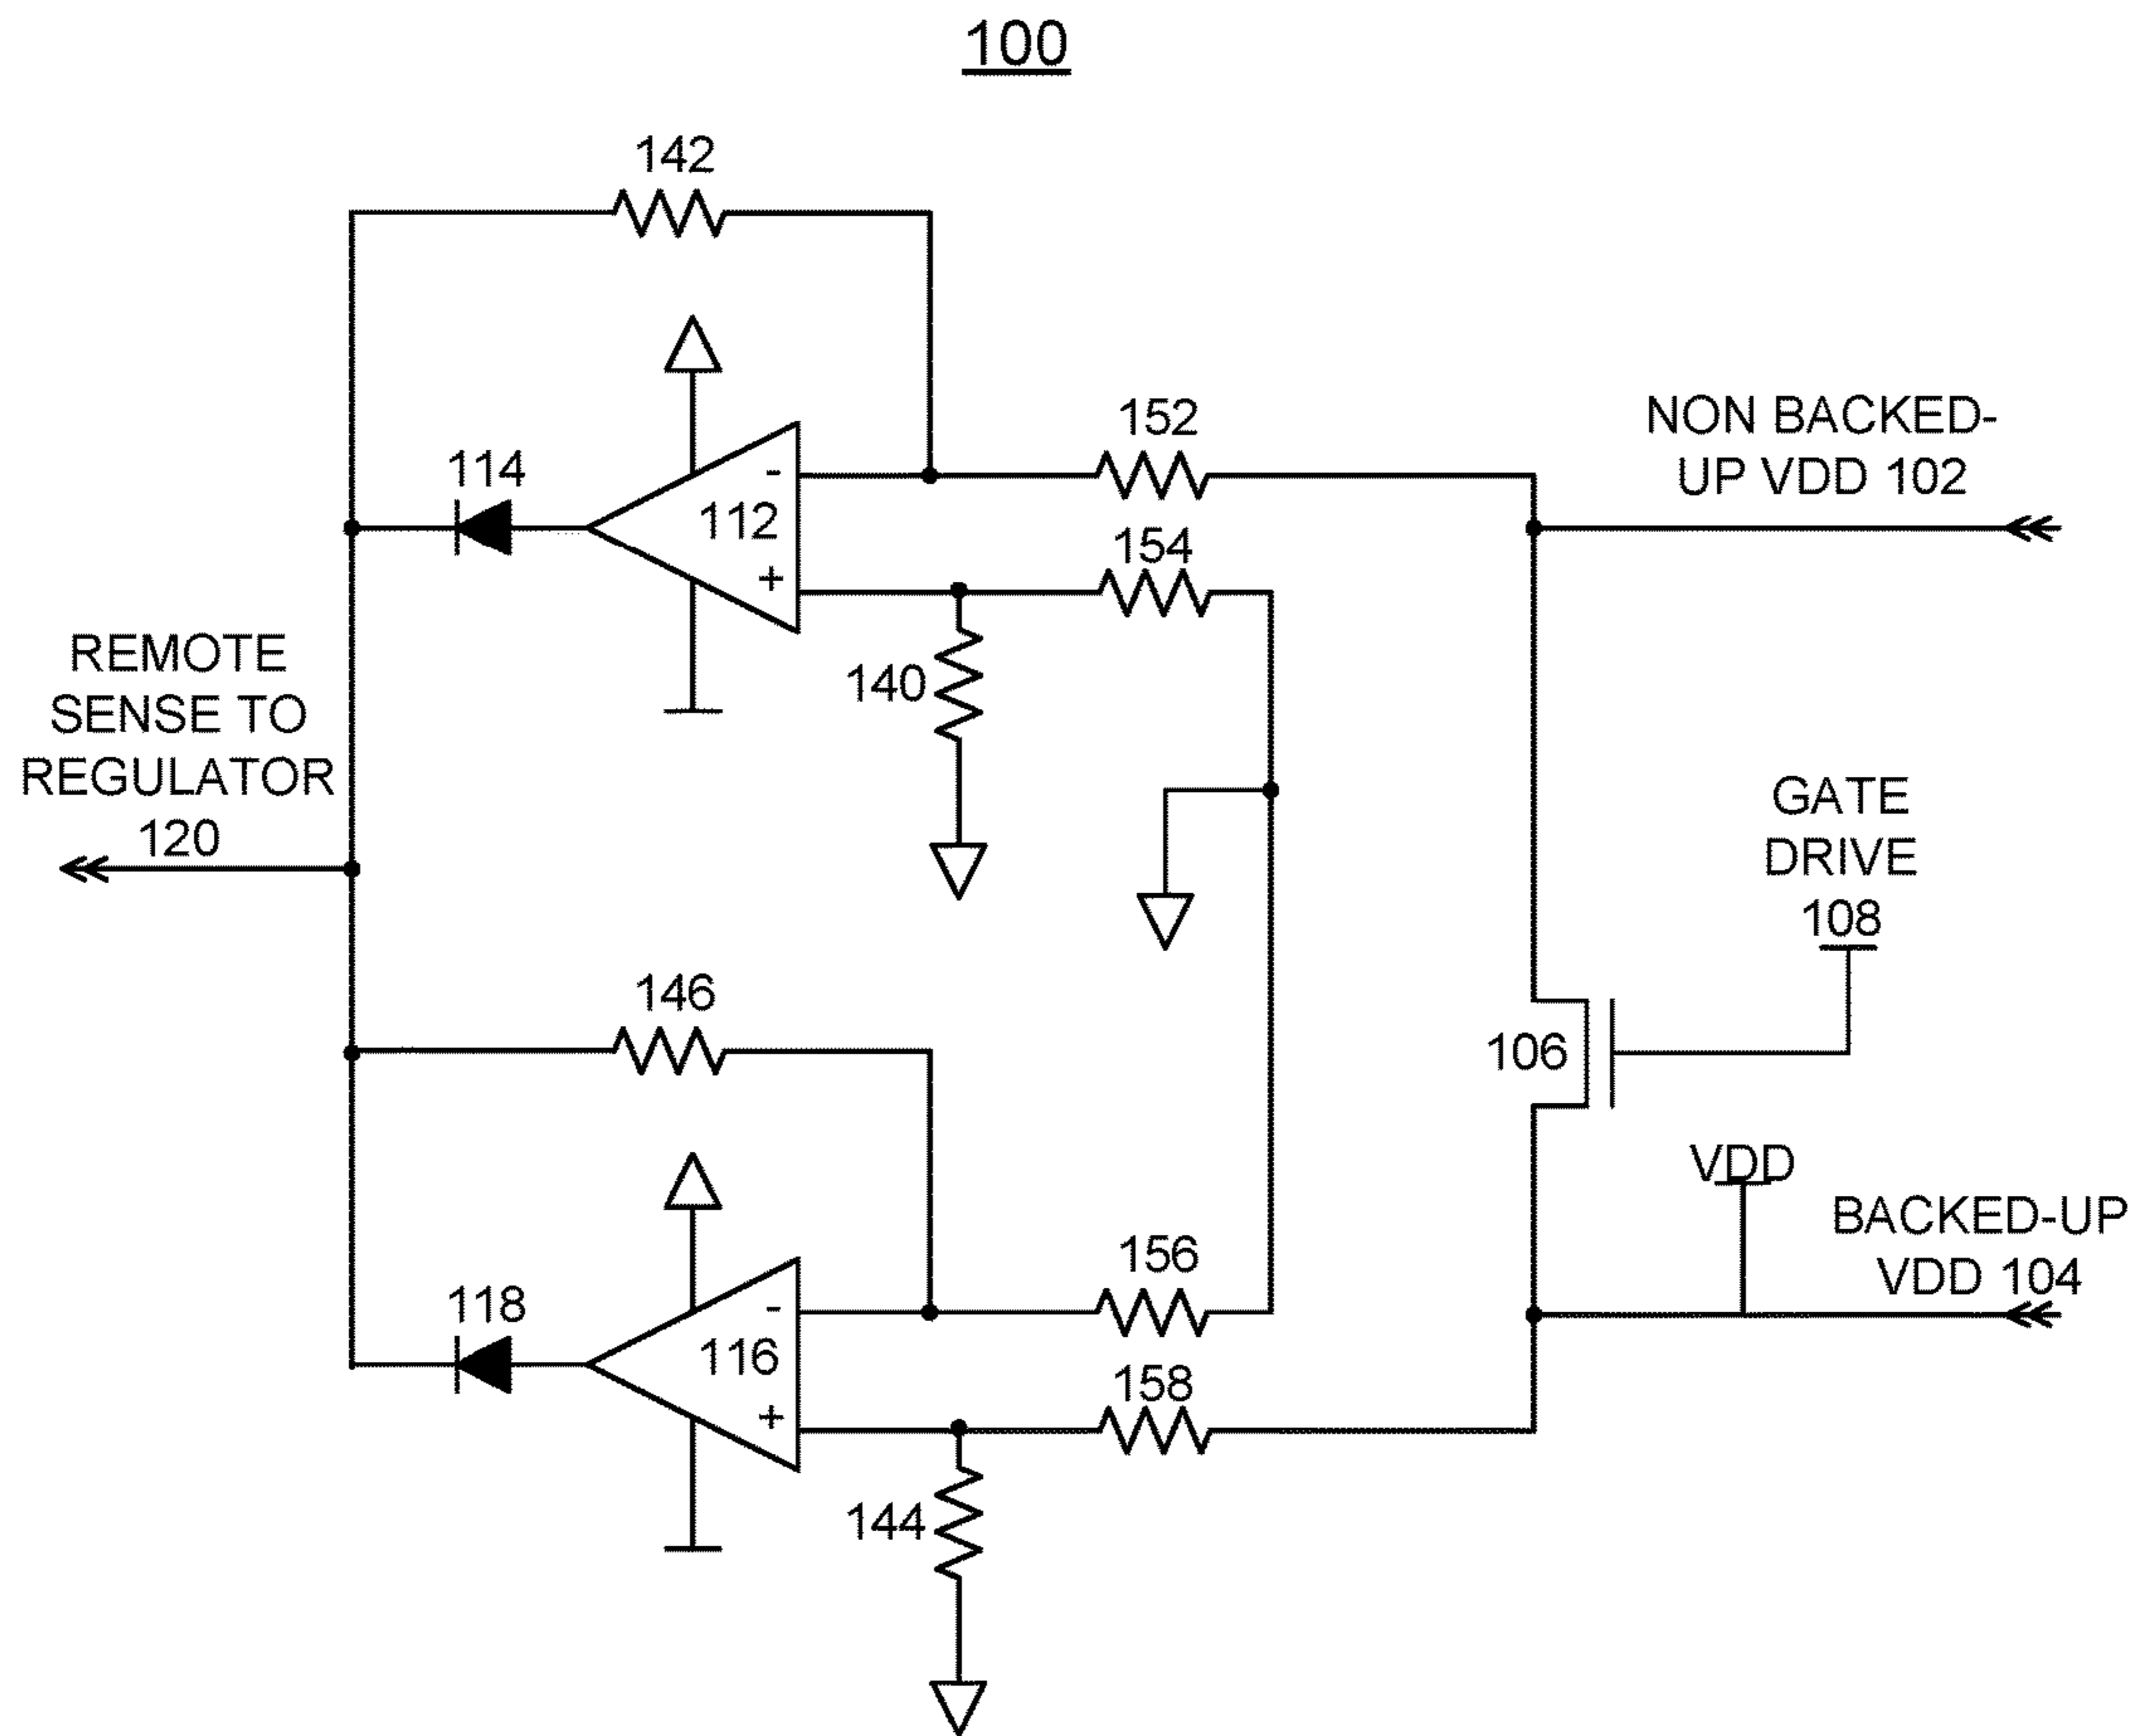 100
142
152
NON BACKED-
UP VDD 102
114
-
112
154
+
REMOTE
SENSE TO
REGULATOR
120
140
GATE
DRIVE
108
146
106
VDD
BACKED-UP
VDD 104
156
118
-
116
158
+
144